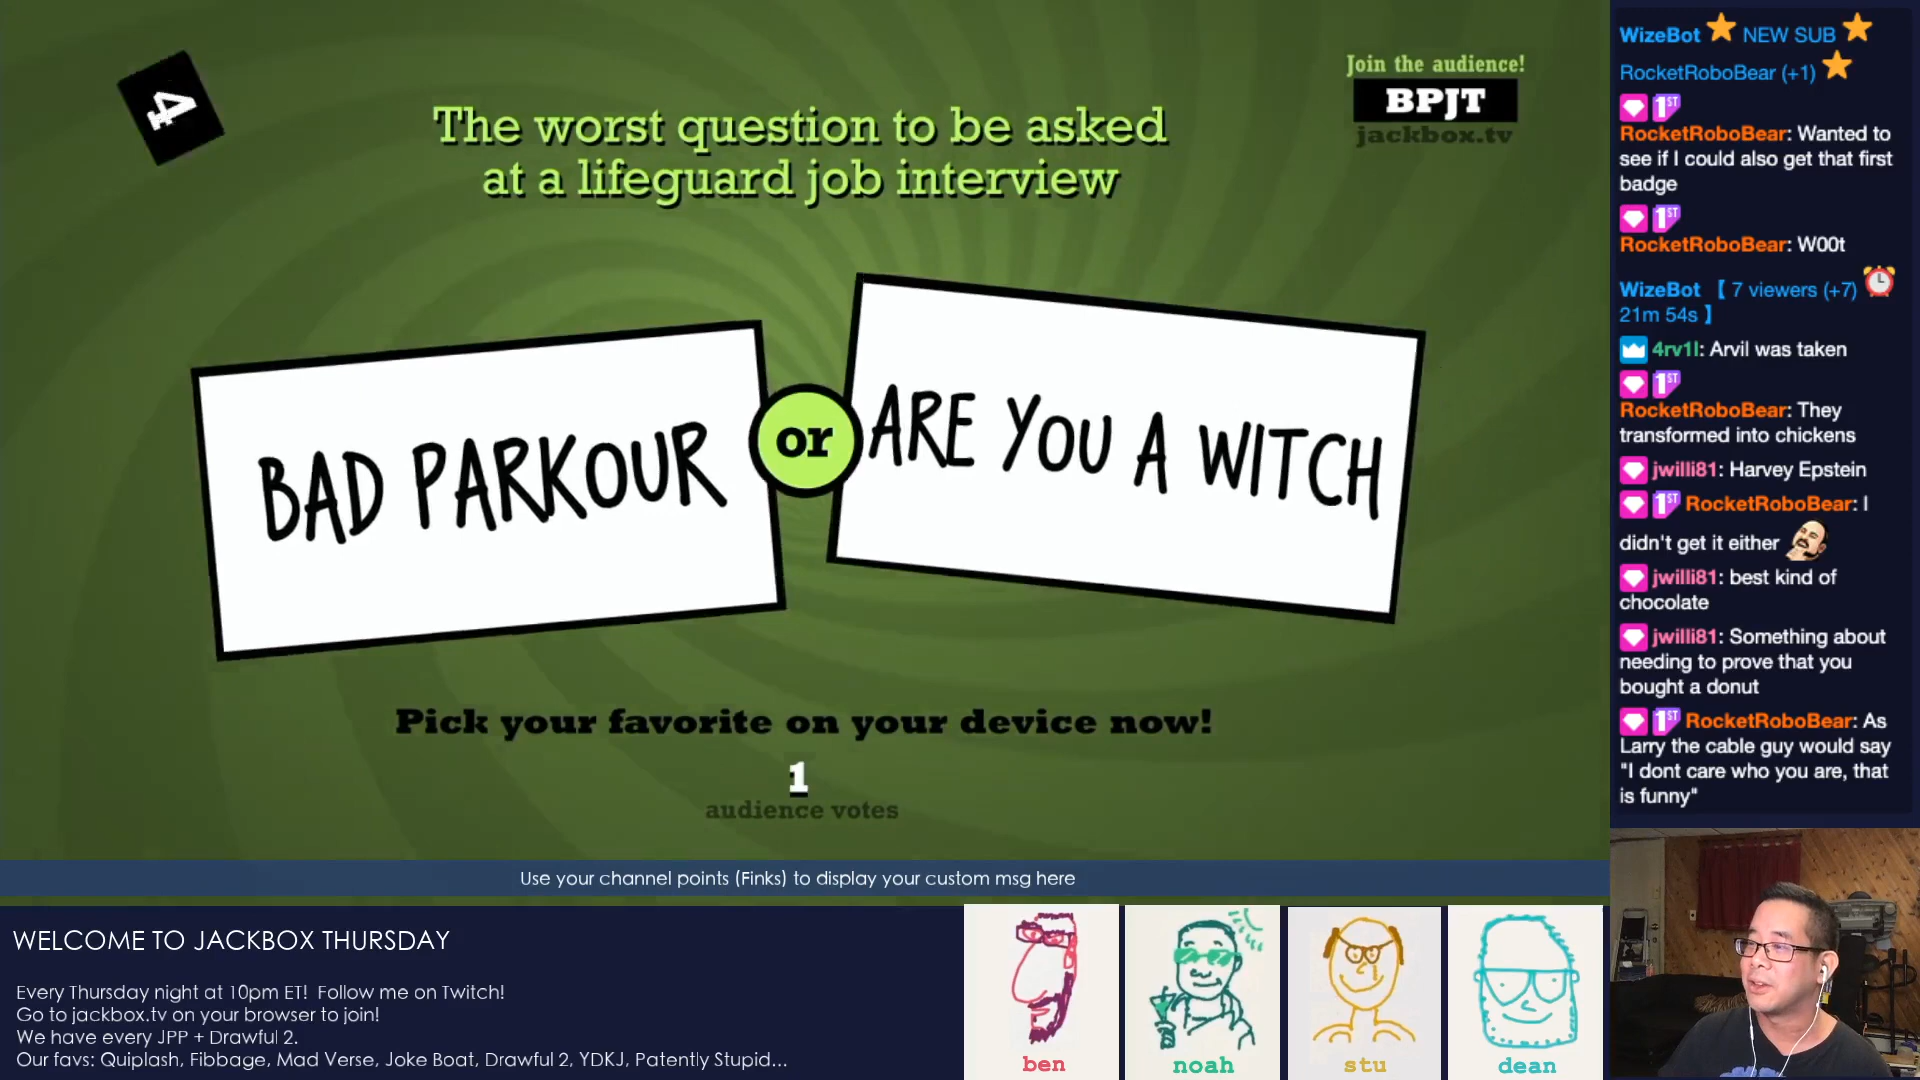 4
Join the audience!
BPJT
jackbox.tv
The worst question to be asked
at a lifeguard job interview
BAD PARKOUR
or
ARE YOU A WITCH
Pick your favorite on your device now!
1
audience votes
Use your channel points (Finks) to display your custom msg here
WELCOME TO JACKBOX THURSDAY
Every Thursday night at 10pm ET! Follow me on Twitch!
Go to jackbox.tv on your browser to join!
We have every JPP + Drawful 2.
Our favs: Quiplash, Fibbage, Mad Verse, Joke Boat, Drawful 2, YDKJ, Patently Stupid...
ben
noah
stu
dean
WizeBot NEW SUB
RocketRoboBear (+1)
1ST
RocketRoboBear: Wanted to
see if I could also get that first
badge
1ST
RocketRoboBear: W00t
WizeBot 【 7 viewers (+7)
21m 54s 】
4rv1l: Arvil was taken
1ST
RocketRoboBear: They
transformed into chickens
jwilli81: Harvey Epstein
1ST RocketRoboBear: I
didn't get it either
jwilli81: best kind of
chocolate
jwilli81: Something about
needing to prove that you
bought a donut
1ST RocketRoboBear: As
Larry the cable guy would say
"I dont care who you are, that
is funny"